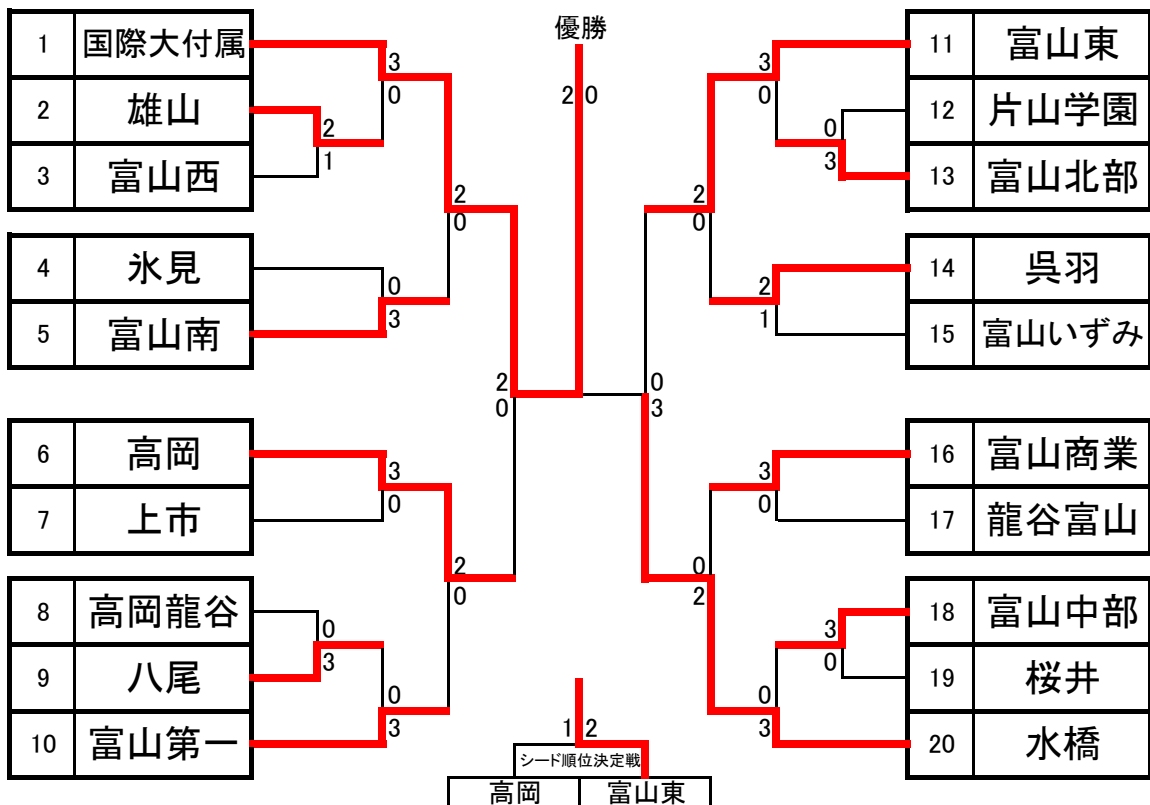 優勝
2 0
1 国際大付属
2 雄山
3 富山西
4 氷見
5 富山南
6 高岡
7 上市
8 高岡龍谷
9 八尾
10 富山第一
3
0
2
1
2
0
0
3
2
0
3
0
2
0
0
3
0
3
11 富山東
12 片山学園
13 富山北部
14 呉羽
15 富山いずみ
16 富山商業
17 龍谷富山
18 富山中部
19 桜井
20 水橋
3
0
0
3
2
0
2
1
0
3
3
0
0
2
3
0
0
3
1 2
シード順位決定戦
高岡 富山東